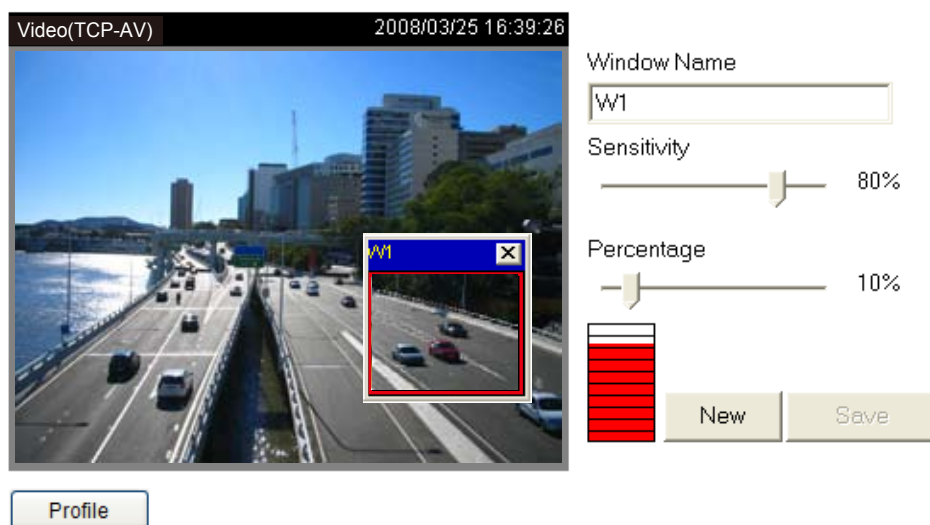 Video(TCP-AV) 2008/03/25 16:39:26
Window Name
W1
Sensitivity
80%
W1
Percentage
10%
New Save
Profile